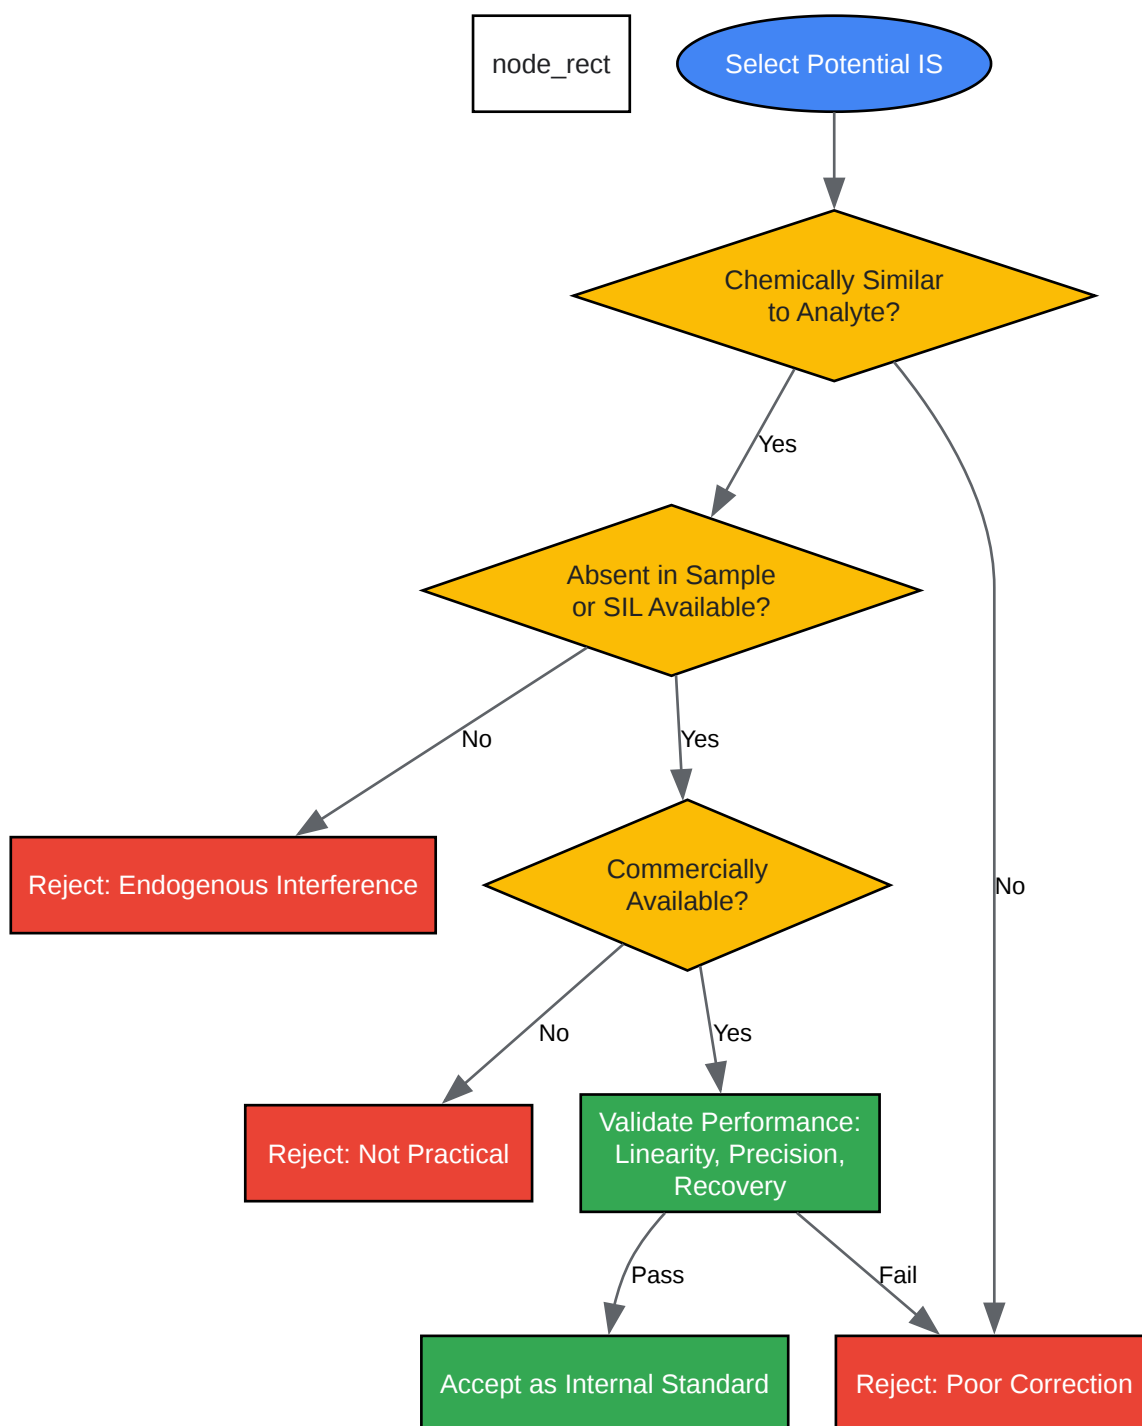 node_rect
Select Potential IS
Chemically Similar
to Analyte?
Yes
Absent in Sample
or SIL Available?
No
Yes
Reject: Endogenous Interference
Commercially
Available?
No
No
Yes
Reject: Not Practical
Validate Performance:
Linearity, Precision,
Recovery
Pass
Fail
Accept as Internal Standard
Reject: Poor Correction